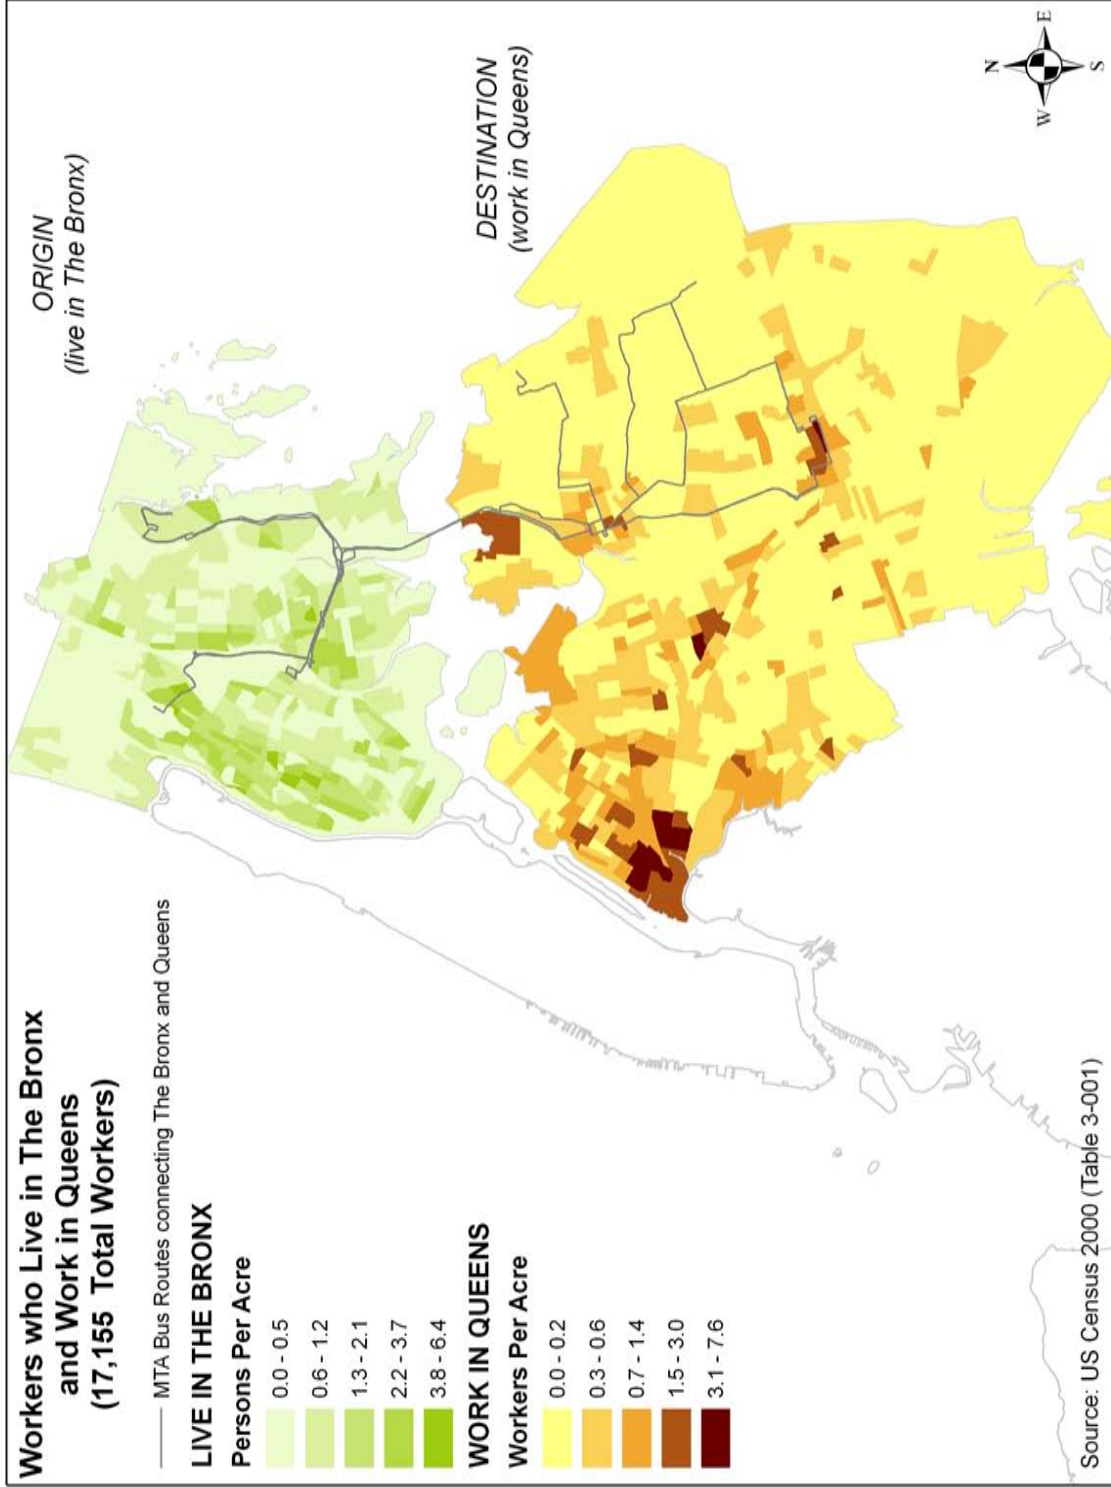 Workers who Live in The Bronx
and Work in Queens
(17,155 Total Workers)
MTA Bus Routes connecting The Bronx and Queens
LIVE IN THE BRONX
Persons Per Acre
0.0 - 0.5
0.6 - 1.2
1.3 - 2.1
2.2 - 3.7
3.8 - 6.4
WORK IN QUEENS
Workers Per Acre
0.0 - 0.2
0.3 - 0.6
0.7 - 1.4
1.5 - 3.0
3.1 - 7.6
Source: US Census 2000 (Table 3-001)
ORIGIN
(live in The Bronx)
DESTINATION
(work in Queens)
N
W
E
S